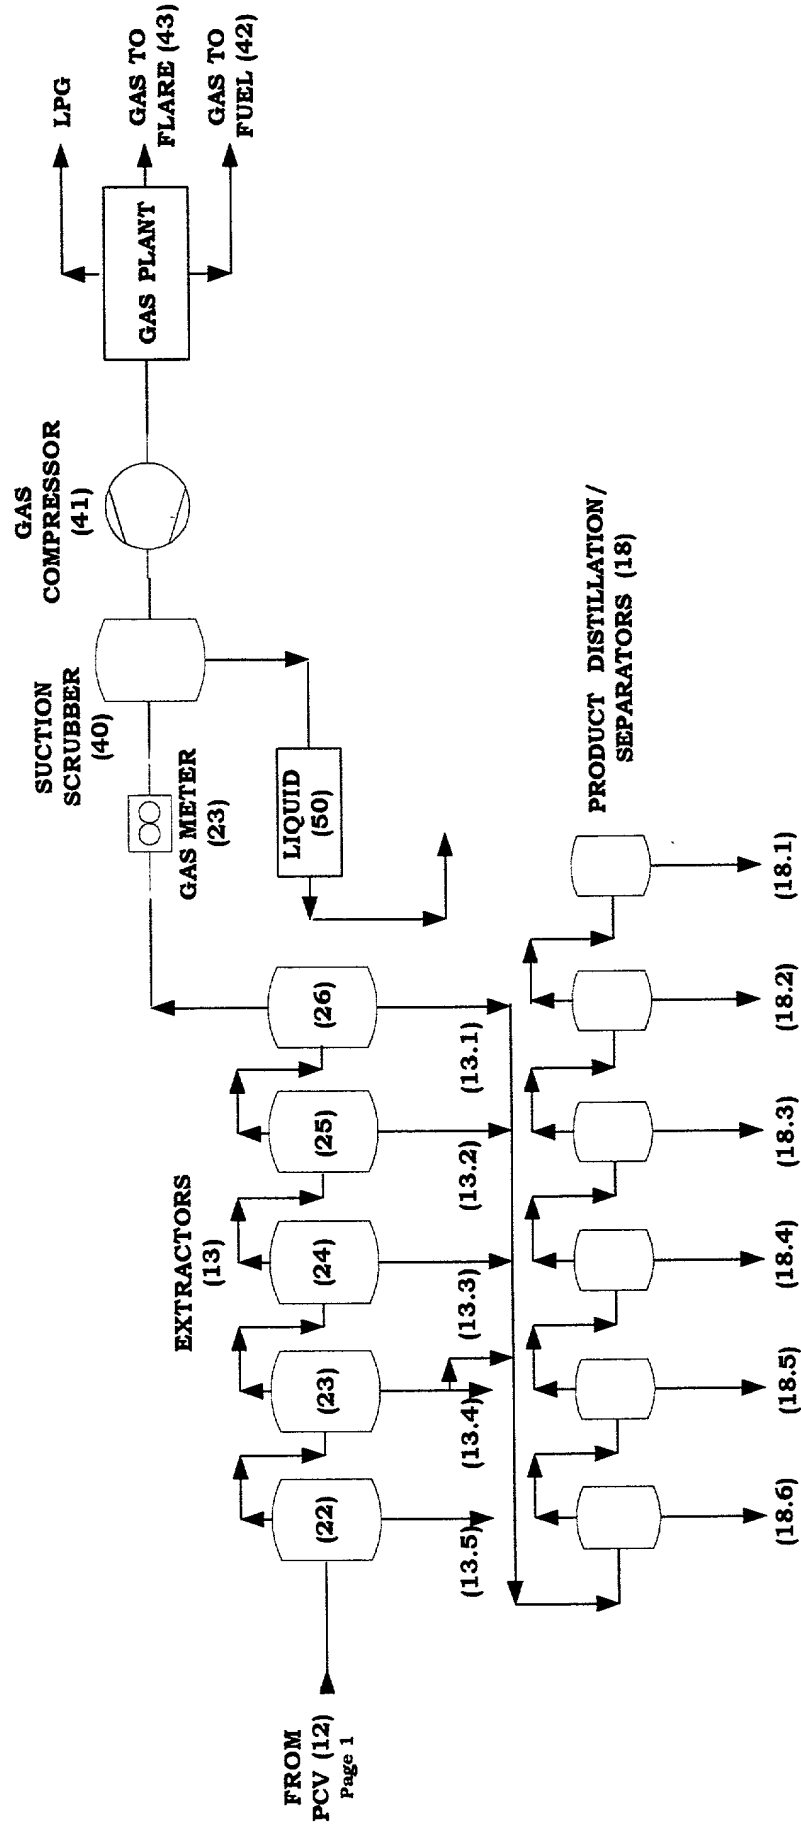 FROM
PCV (12)
Page 1
EXTRACTORS
(13)
(22)
(23)
(24)
(25)
(26)
(13.5)
(13.4)
(13.3)
(13.2)
(13.1)
GAS METER
(23)
SUCTION
SCRUBBER
(40)
GAS
COMPRESSOR
(41)
GAS PLANT
LPG
GAS TO
FLARE (43)
GAS TO
FUEL (42)
LIQUID
(50)
PRODUCT DISTILLATION/
SEPARATORS (18)
(18.6)
(18.5)
(18.4)
(18.3)
(18.2)
(18.1)